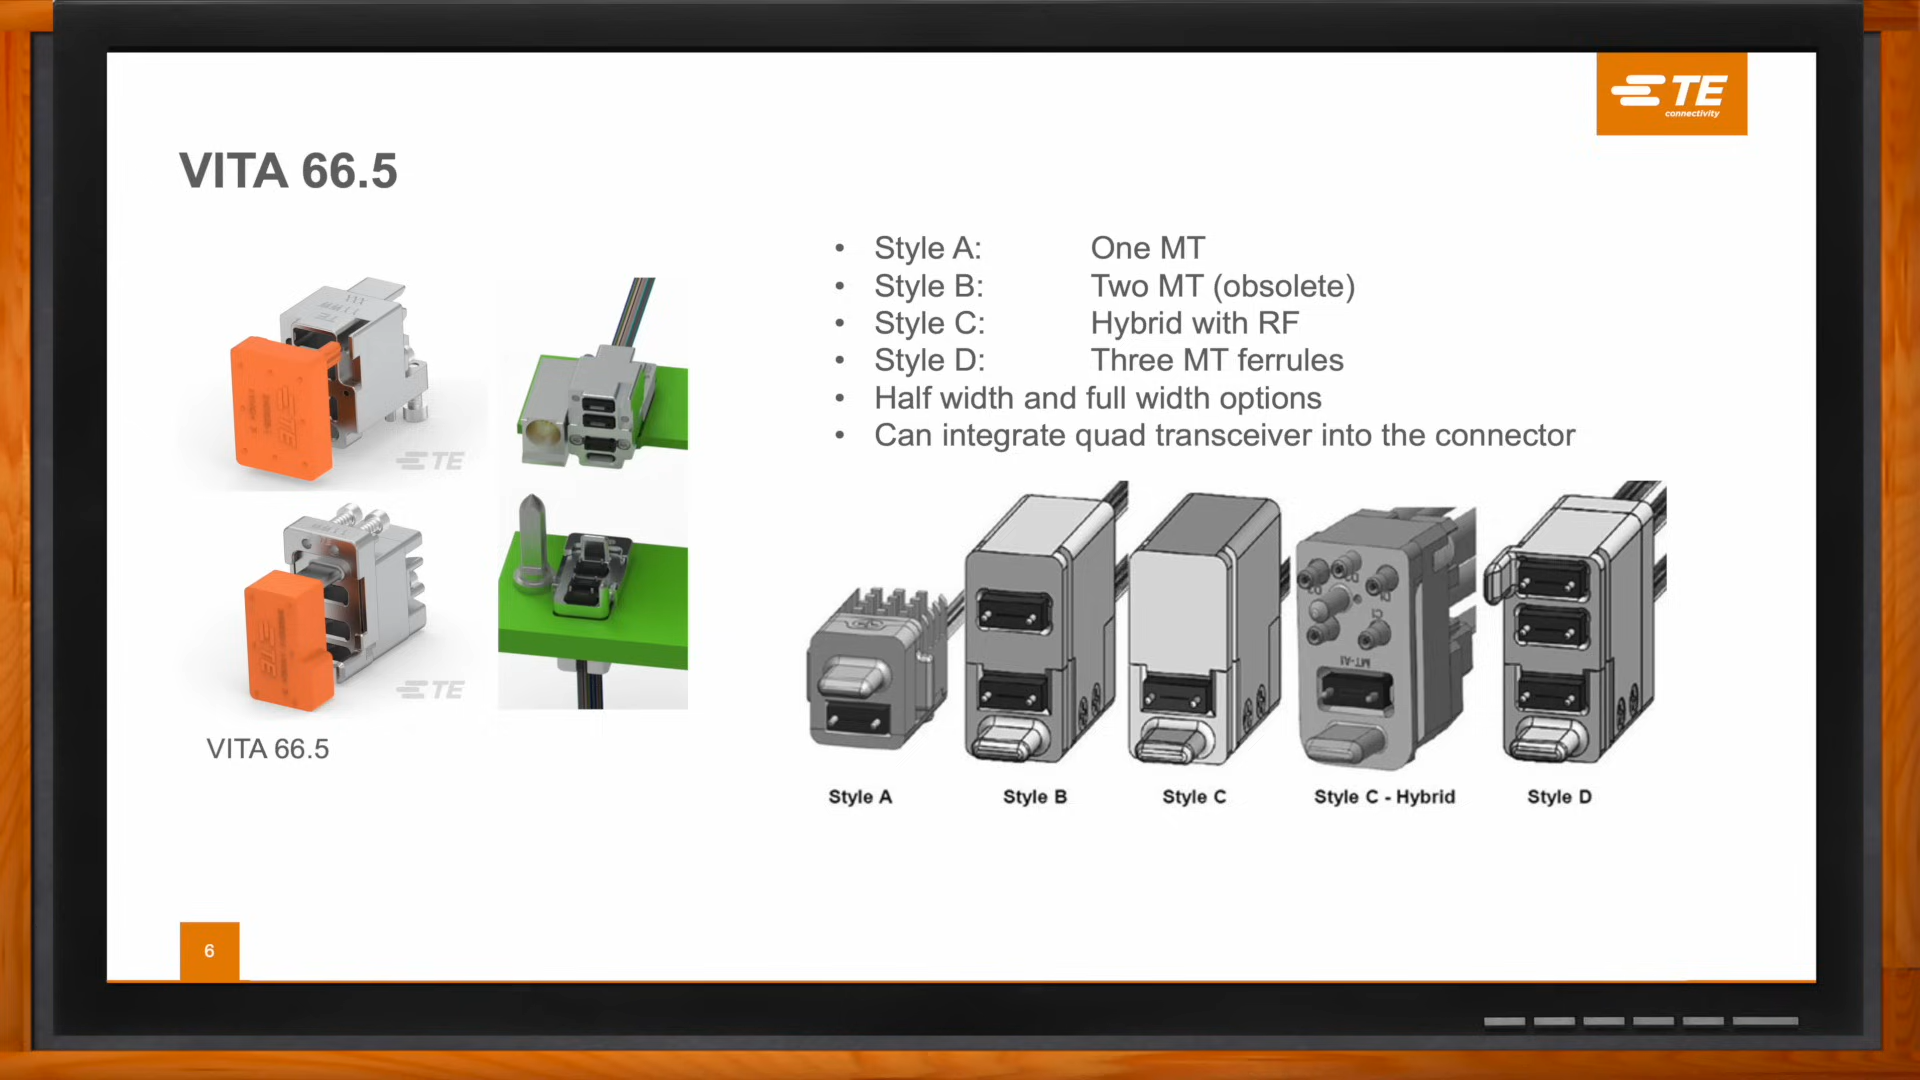 TE
connectivity
VITA 66.5
• Style A: One MT
• Style B: Two MT (obsolete)
• Style C: Hybrid with RF
• Style D: Three MT ferrules
• Half width and full width options
• Can integrate quad transceiver into the connector
TE
TE
TE
TE
MT-A1
VITA 66.5
Style A
Style B
Style C
Style C - Hybrid
Style D
6